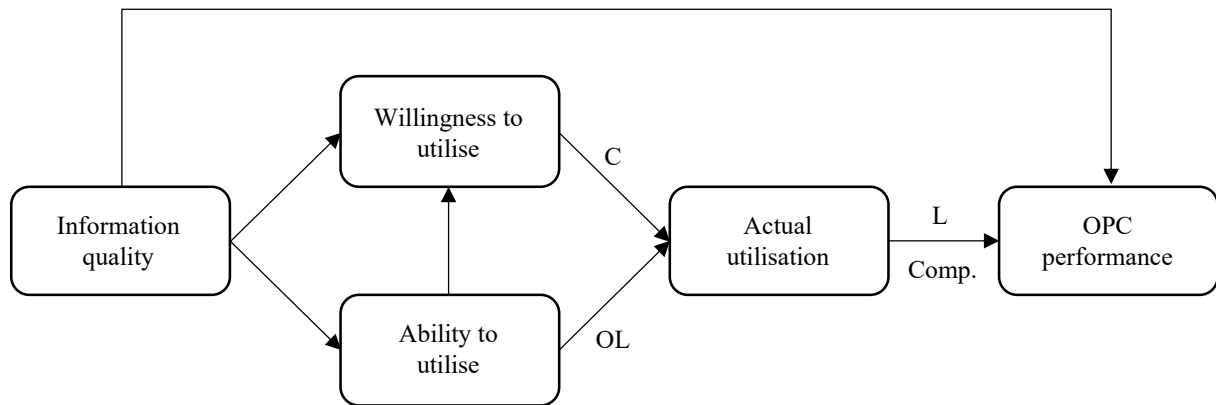 Willingness to
utilise
C
Information
quality
Actual
utilisation
L
Comp.
OPC
performance
Ability to
utilise
OL